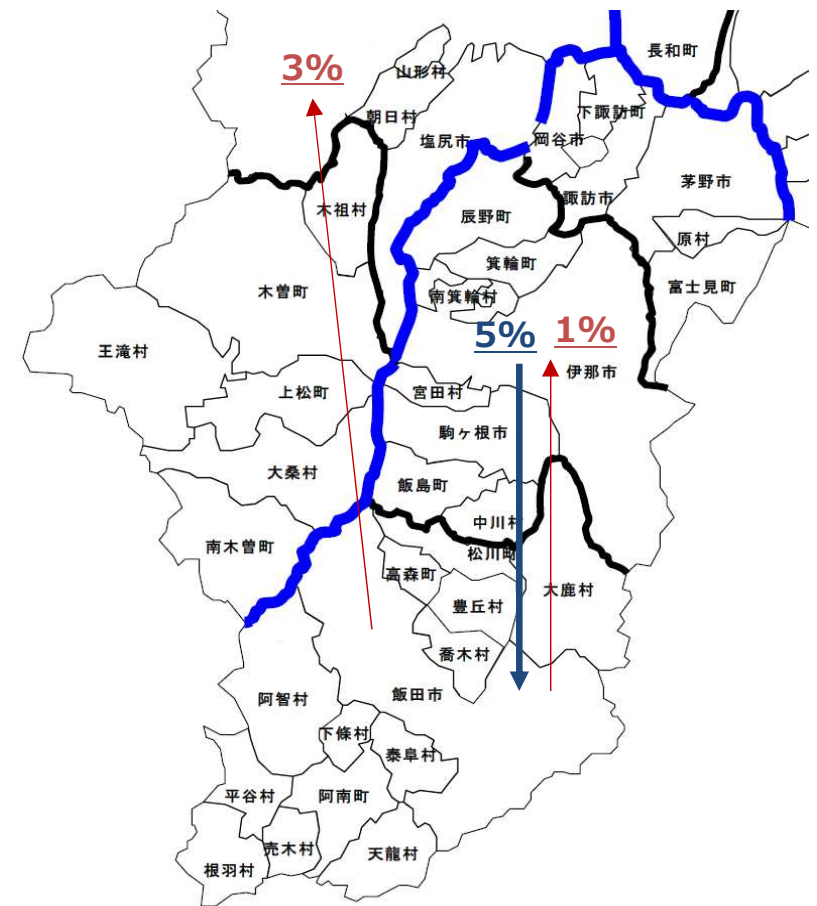 長和町
3%
山形村
下諏訪町
朝日村
塩尻市
岡谷市
茅野市
諏訪市
木祖村
辰野町
原村
箕輪町
富士見町
木曽町
南箕輪村
5%
1%
王滝村
伊那市
上松町
宮田村
駒ヶ根市
大桑村
飯島町
中川村
南木曽町
松川町
高森町
大鹿村
豊丘村
喬木村
飯田市
阿智村
下條村
泰阜村
平谷村
阿南町
売木村
天龍村
根羽村